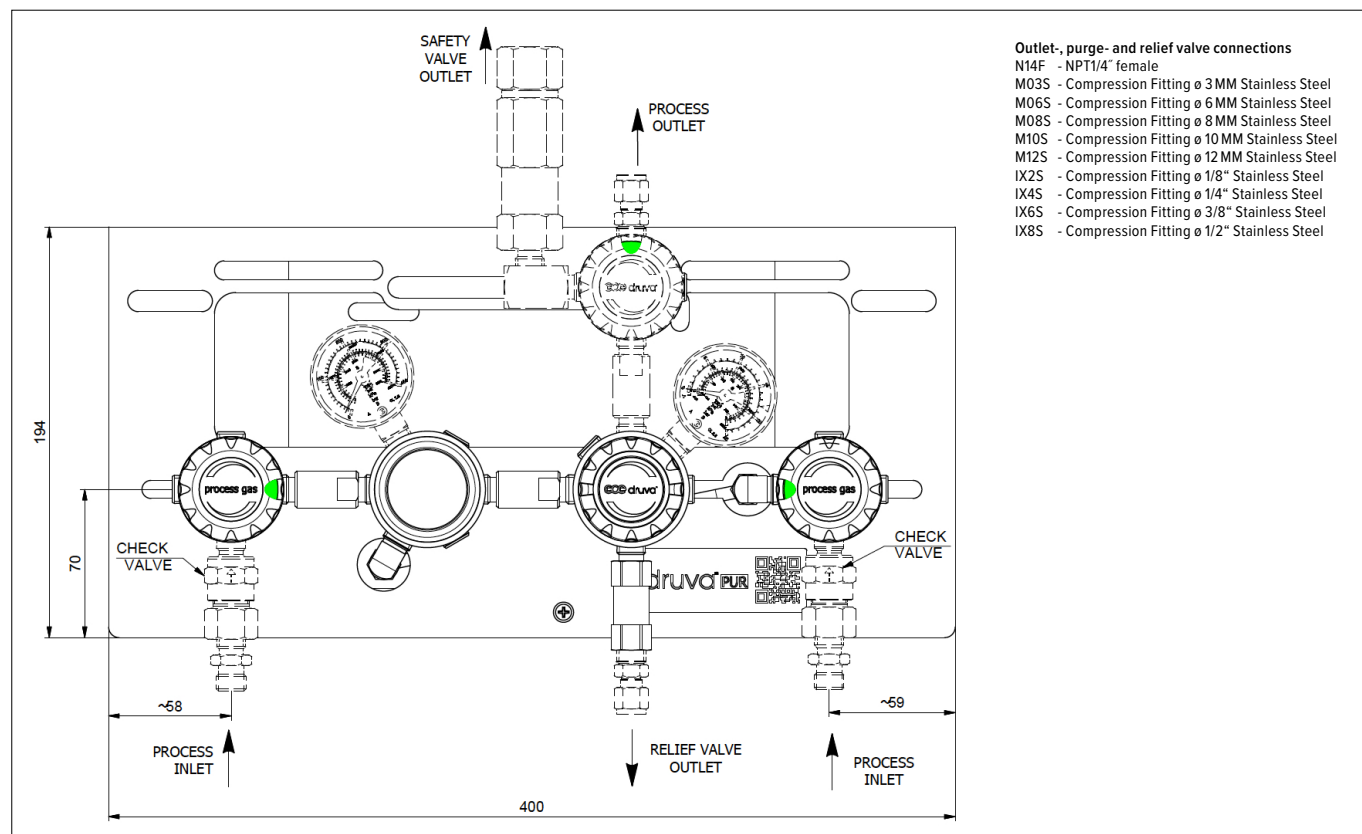 SAFETY
VALVE
OUTLET
PROCESS
OUTLET
Outlet-, purge- and relief valve connections
N14F - NPT1/4˝ female
M03S - Compression Fitting ø 3 MM Stainless Steel
M06S - Compression Fitting ø 6 MM Stainless Steel
M08S - Compression Fitting ø 8 MM Stainless Steel
M10S - Compression Fitting ø 10 MM Stainless Steel
M12S - Compression Fitting ø 12 MM Stainless Steel
IX2S - Compression Fitting ø 1/8“ Stainless Steel
IX4S - Compression Fitting ø 1/4“ Stainless Steel
IX6S - Compression Fitting ø 3/8“ Stainless Steel
IX8S - Compression Fitting ø 1/2“ Stainless Steel
druva
194
process gas
druva
process gas
70
CHECK
VALVE
CHECK
VALVE
druva PUR
~58
~59
PROCESS
INLET
RELIEF VALVE
OUTLET
PROCESS
INLET
400